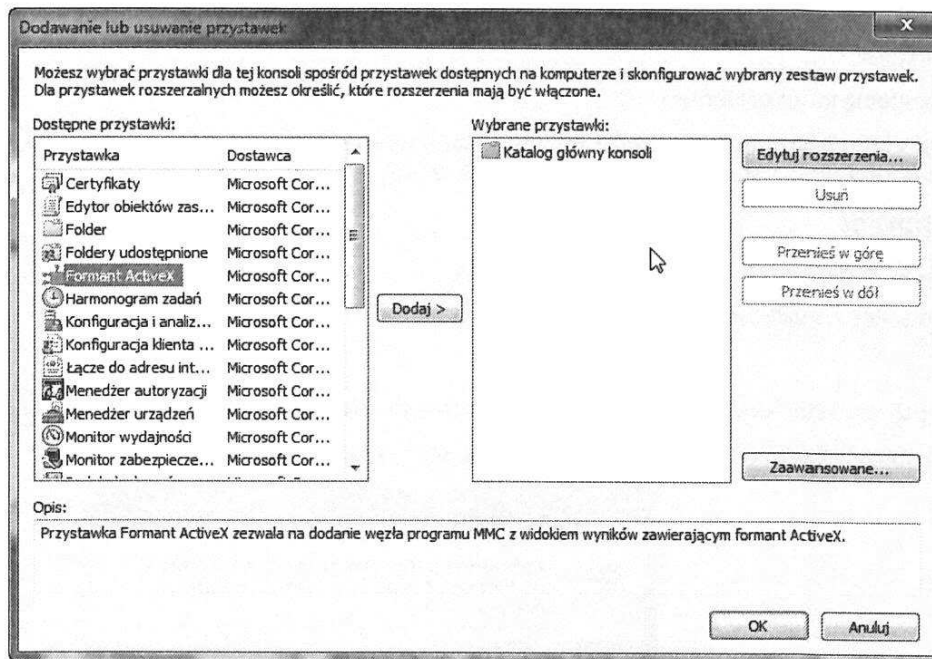 Dodawanie lub usuwanie przystawek
Możesz wybrać przystawki dla tej konsoli spośród przystawek dostępnych na komputerze i skonfigurować wybrany zestaw przystawek.
Dla przystawek rozszerzalnych możesz określić, które rozszerzenia mają być włączone.
Dostępne przystawki:
Przystawka Dostawca
Certyfikaty Microsoft Cor...
Edytor obiektów zas... Microsoft Cor...
Folder Microsoft Cor...
Foldery udostępnione Microsoft Cor...
Formant ActiveX Microsoft Cor...
Harmonogram zadań Microsoft Cor...
Konfiguracja i analiz... Microsoft Cor...
Konfiguracja klienta ... Microsoft Cor...
Łącze do adresu int... Microsoft Cor...
Menedżer autoryzacji Microsoft Cor...
Menedżer urządzeń Microsoft Cor...
Monitor wydajności Microsoft Cor...
Monitor zabezpiecze... Microsoft Cor...
Dodaj >
Wybrane przystawki:
Katalog główny konsoli
Edytuj rozszerzenia...
Usuń
Przenieś w górę
Przenieś w dół
Zaawansowane...
Opis:
Przystawka Formant ActiveX zezwala na dodanie węzła programu MMC z widokiem wyników zawierającym formant ActiveX.
OK
Anuluj